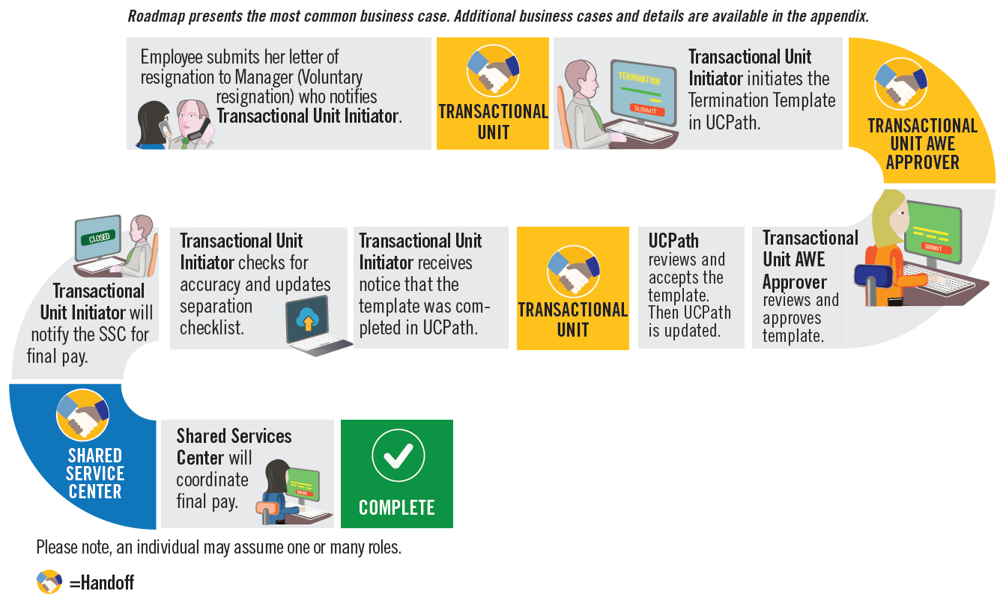 Roadmap presents the most common business case. Additional business cases and details are available in the appendix.
Employee submits her letter of
resignation to Manager (Voluntary
resignation) who notifies
Transactional Unit Initiator.
TRANSACTIONAL
UNIT
TERMINATION
SUBMIT
Transactional Unit
Initiator initiates the
Termination Template
in UCPath.
TRANSACTIONAL
UNIT AWE
APPROVER
SUBMIT
Transactional
Unit AWE
Approver
reviews and
approves
template.
UCPath
reviews and
accepts the
template.
Then UCPath
is updated.
TRANSACTIONAL
UNIT
Transactional Unit
Initiator receives
notice that the
template was com-
pleted in UCPath.
Transactional Unit
Initiator checks for
accuracy and updates
separation
checklist.
CLOSED
Transactional
Unit Initiator will
notify the SSC for
final pay.
SHARED
SERVICE
CENTER
Shared Services
Center will
coordinate
final pay.
COMPLETE
Please note, an individual may assume one or many roles.
=Handoff